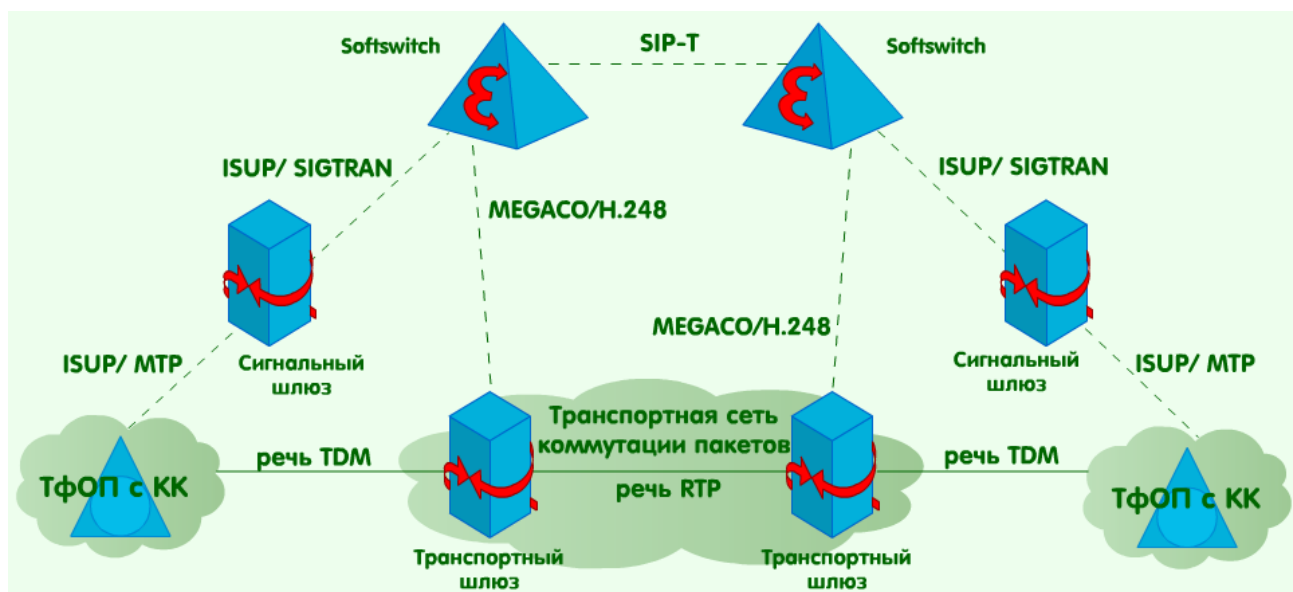 Softswitch
SIP-T
Softswitch
ISUP/ SIGTRAN
ISUP/ SIGTRAN
MEGACO/H.248
MEGACO/H.248
ISUP/ MTP
Сигнальный
шлюз
Сигнальный
шлюз
ISUP/ MTP
Транспортная сеть
коммутации пакетов
речь TDM
речь TDM
ТфОП с КК
речь RTP
ТфОП с КК
Транспортный
шлюз
Транспортный
шлюз